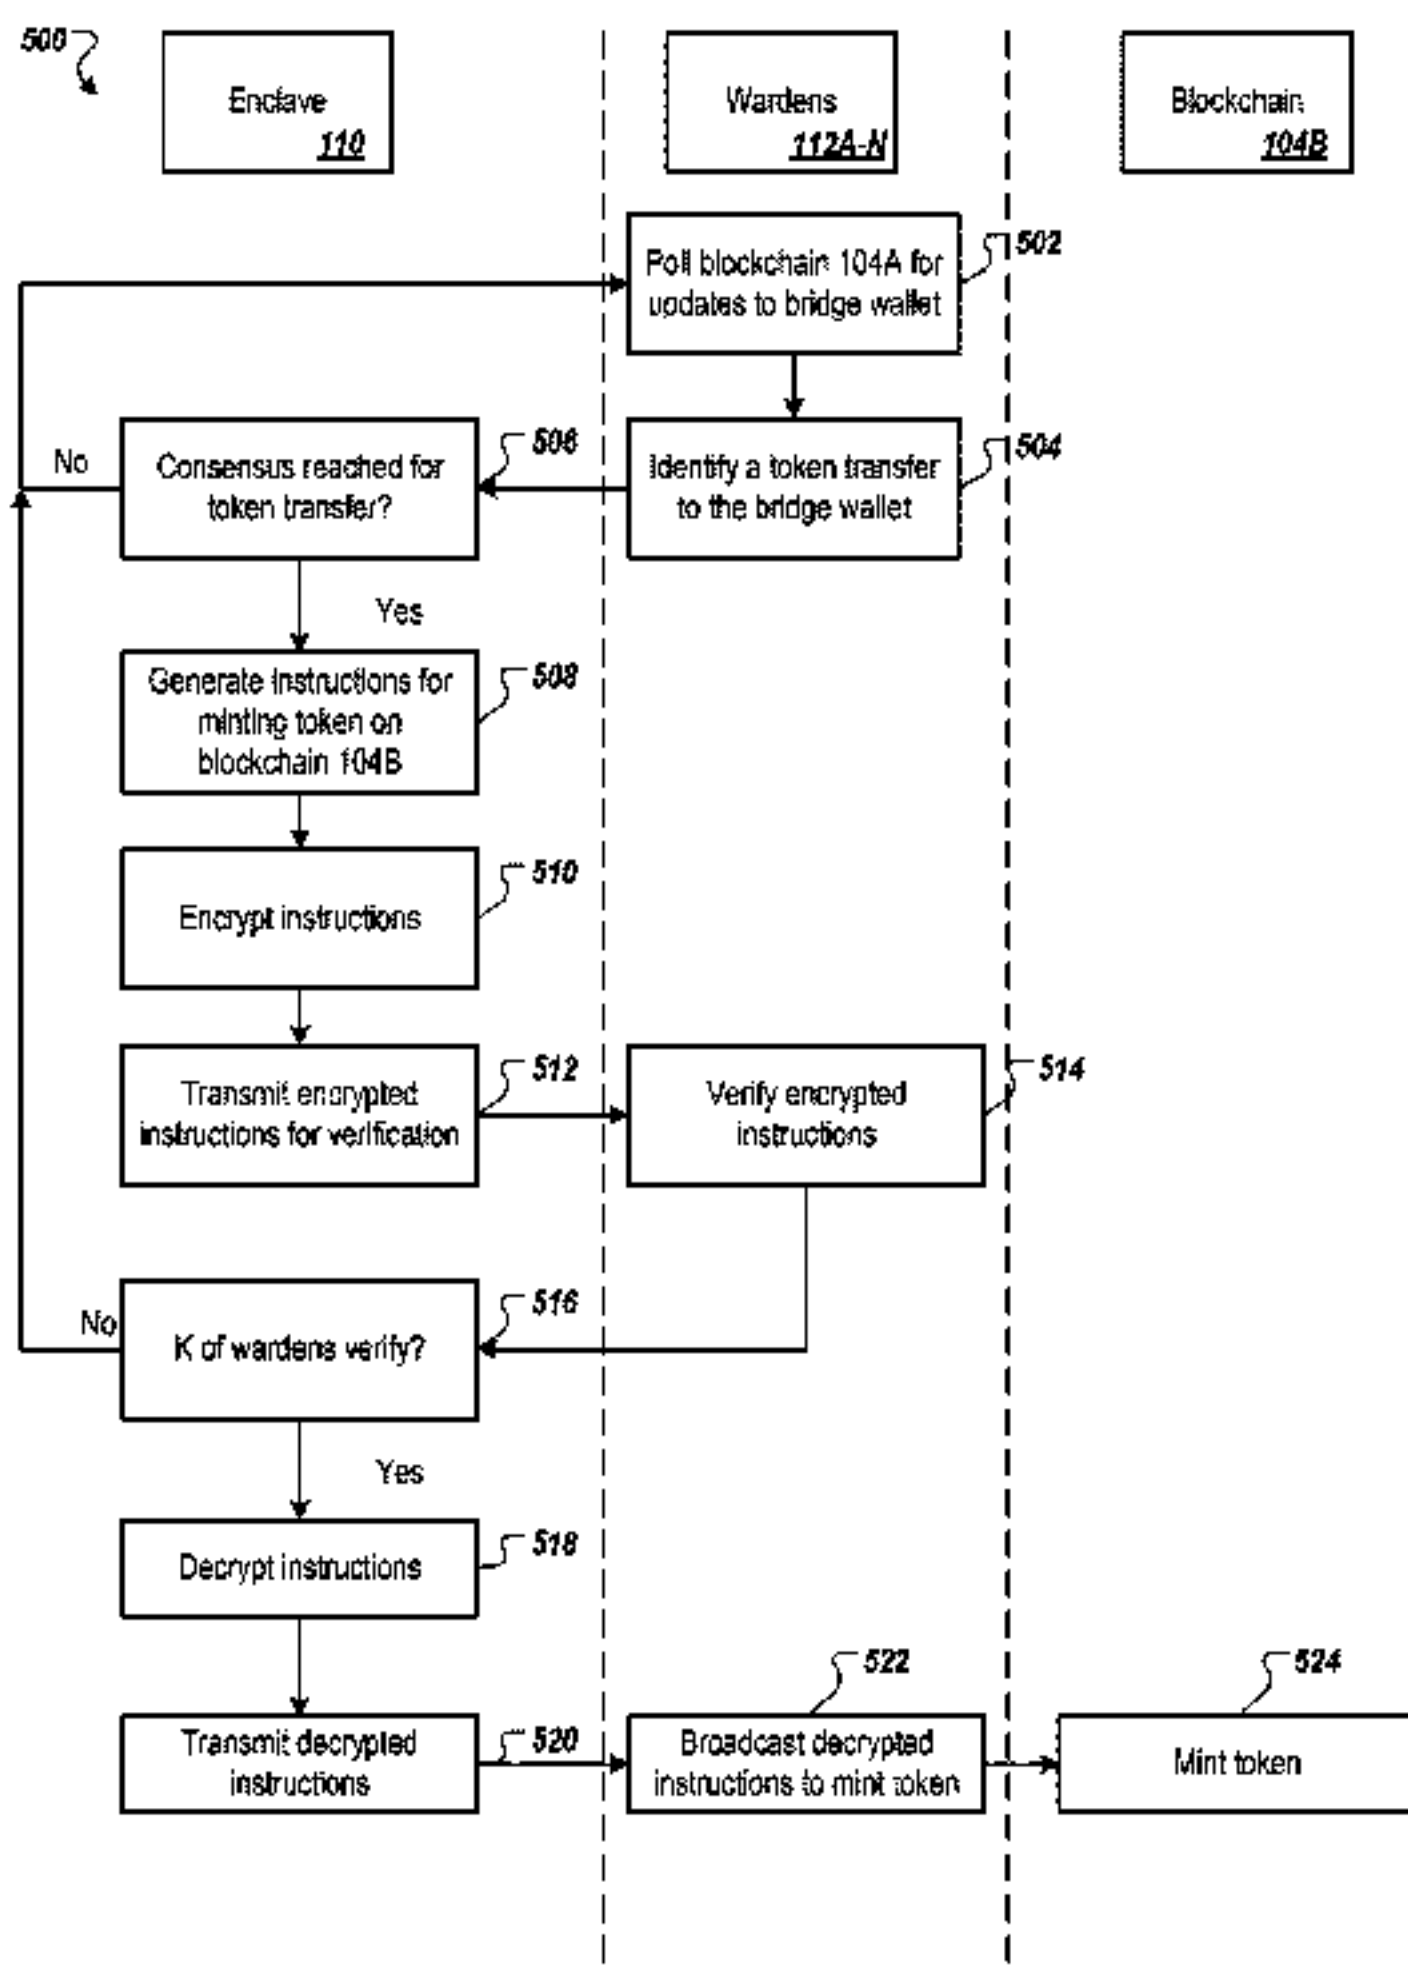 500
Enclave
110
Wardens
112A-N
Blockchain
104B
Poll blockchain 104A for
updates to bridge wallet
502
No
Consensus reached for
token transfer?
506
Identify a token transfer
to the bridge wallet
504
Yes
Generate instructions for
minting token on
blockchain 104B
508
Encrypt instructions
510
Transmit encrypted
instructions for verification
512
Verify encrypted
instructions
514
No
K of wardens verify?
516
Yes
Decrypt instructions
518
Transmit decrypted
instructions
520
Broadcast decrypted
instructions to mint token
522
Mint token
524